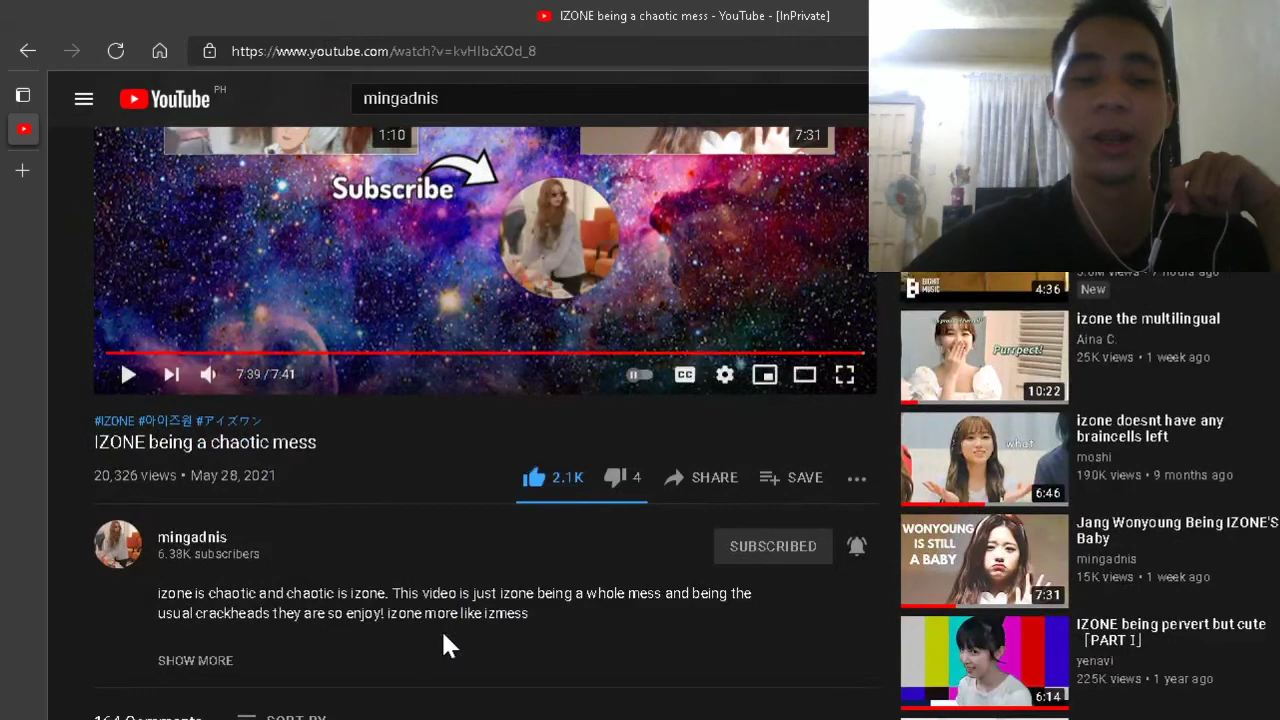 IZONE being a chaotic mess - YouTube - [InPrivate]
https://www.youtube.com/watch?v=kvHIbcXOd_8
YouTube PH
mingadnis
1:10
7:31
Subscribe
7:39 / 7:41
CC
#IZONE #아이즈원 #アイズワン
IZONE being a chaotic mess
20,326 views • May 28, 2021
2.1K
4
SHARE
SAVE
mingadnis
6.38K subscribers
SUBSCRIBED
izone is chaotic and chaotic is izone. This video is just izone being a whole mess and being the
usual crackheads they are so enjoy! izone more like izmess
SHOW MORE
SORT BY
New
BIGHIT
MUSIC
4:36
izone the multilingual
Aina C.
25K views • 1 week ago
Purrpect!
10:22
izone doesnt have any
braincells left
moshi
190K views • 9 months ago
what
6:46
Jang Wonyoung Being IZONE'S
Baby
mingadnis
15K views • 1 week ago
WONYOUNG
IS STILL
A BABY
7:31
IZONE being pervert but cute
「PART 1」
yenavi
225K views • 1 year ago
6:14